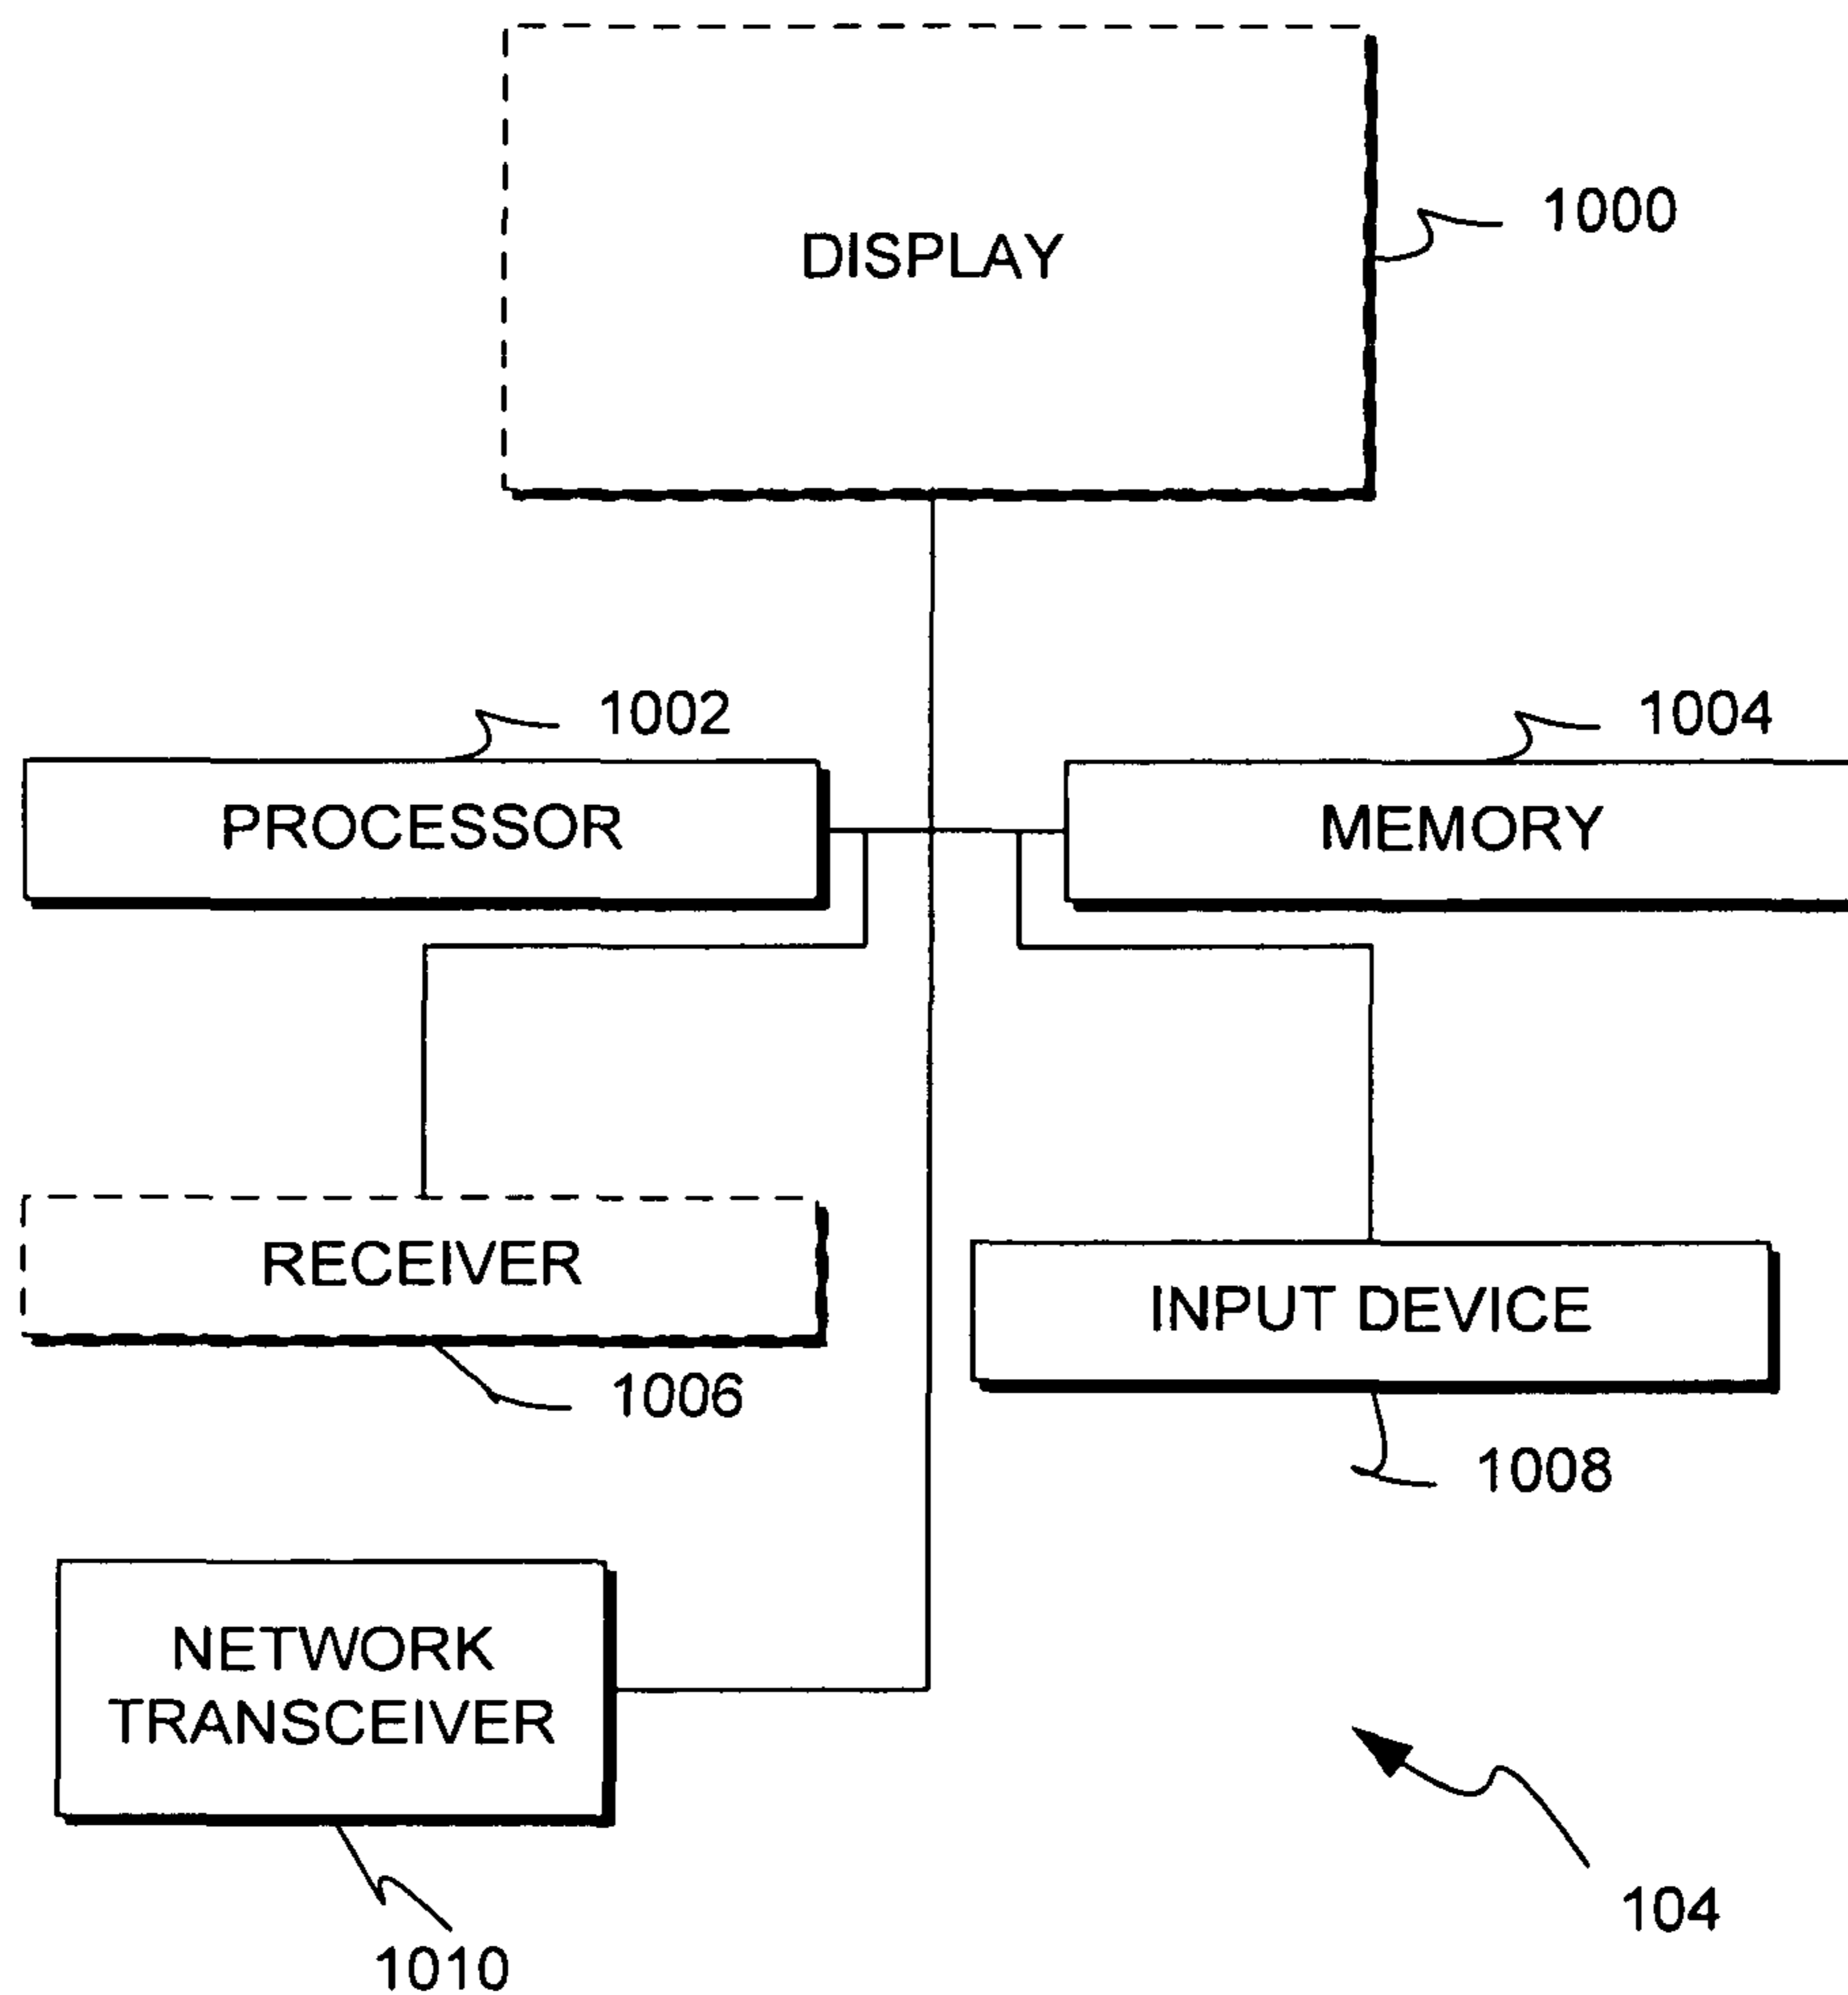 DISPLAY
1000
1002
1004
PROCESSOR
MEMORY
RECEIVER
INPUT DEVICE
1006
1008
NETWORK
TRANSCEIVER
104
1010